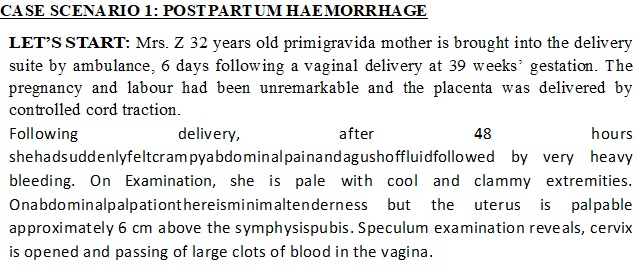 CASE SCENARIO 1: POSTPARTUM HAEMORRHAGE
LET'S START: Mrs. Z 32 years old primigravida mother is brought into the delivery
suite by ambulance, 6 days following a vaginal delivery at 39 weeks' gestation. The
pregnancy and labour had been unremarkable and the placenta was delivered by
controlled cord traction.
Following delivery, after 48 hours
shehadsuddenlyfeltcrampyabdominalpainandagushoffluidfollowed by very heavy
bleeding. On Examination, she is pale with cool and clammy extremities.
Onabdominalpalpationthereisminimaltenderness but the uterus is palpable
approximately 6 cm above the symphysispubis. Speculum examination reveals, cervix
is opened and passing of large clots of blood in the vagina.